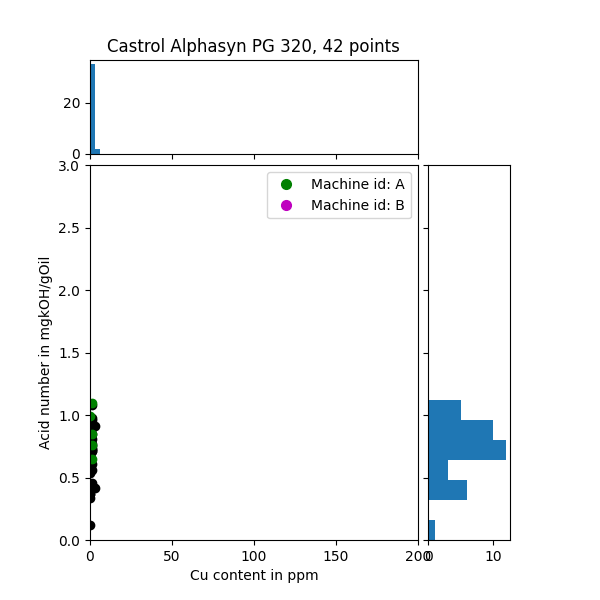 Castrol Alphasyn PG 320, 42 points
20
0
3.0
2.5
2.0
1.5
1.0
0.5
0.0
Acid number in mgkOH/gOil
Machine id: A
Machine id: B
0 50 100 150 200
0 10
Cu content in ppm